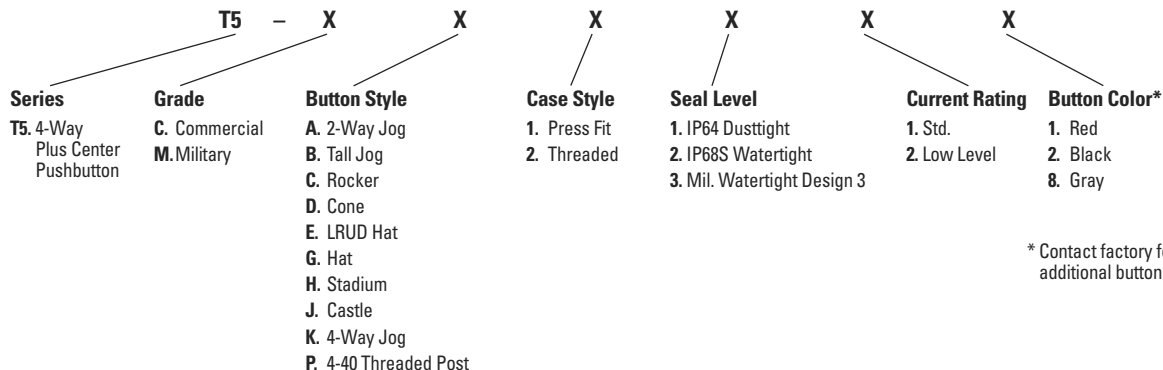 T5 – X X X X X X
Series
T5. 4-Way
Plus Center
Pushbutton
Grade
C. Commercial
M. Military
Button Style
A. 2-Way Jog
B. Tall Jog
C. Rocker
D. Cone
E. LRUD Hat
G. Hat
H. Stadium
J. Castle
K. 4-Way Jog
P. 4-40 Threaded Post
Case Style
1. Press Fit
2. Threaded
Seal Level
1. IP64 Dusttight
2. IP68S Watertight
3. Mil. Watertight Design 3
Current Rating
1. Std.
2. Low Level
Button Color*
1. Red
2. Black
8. Gray
* Contact factory
additional button